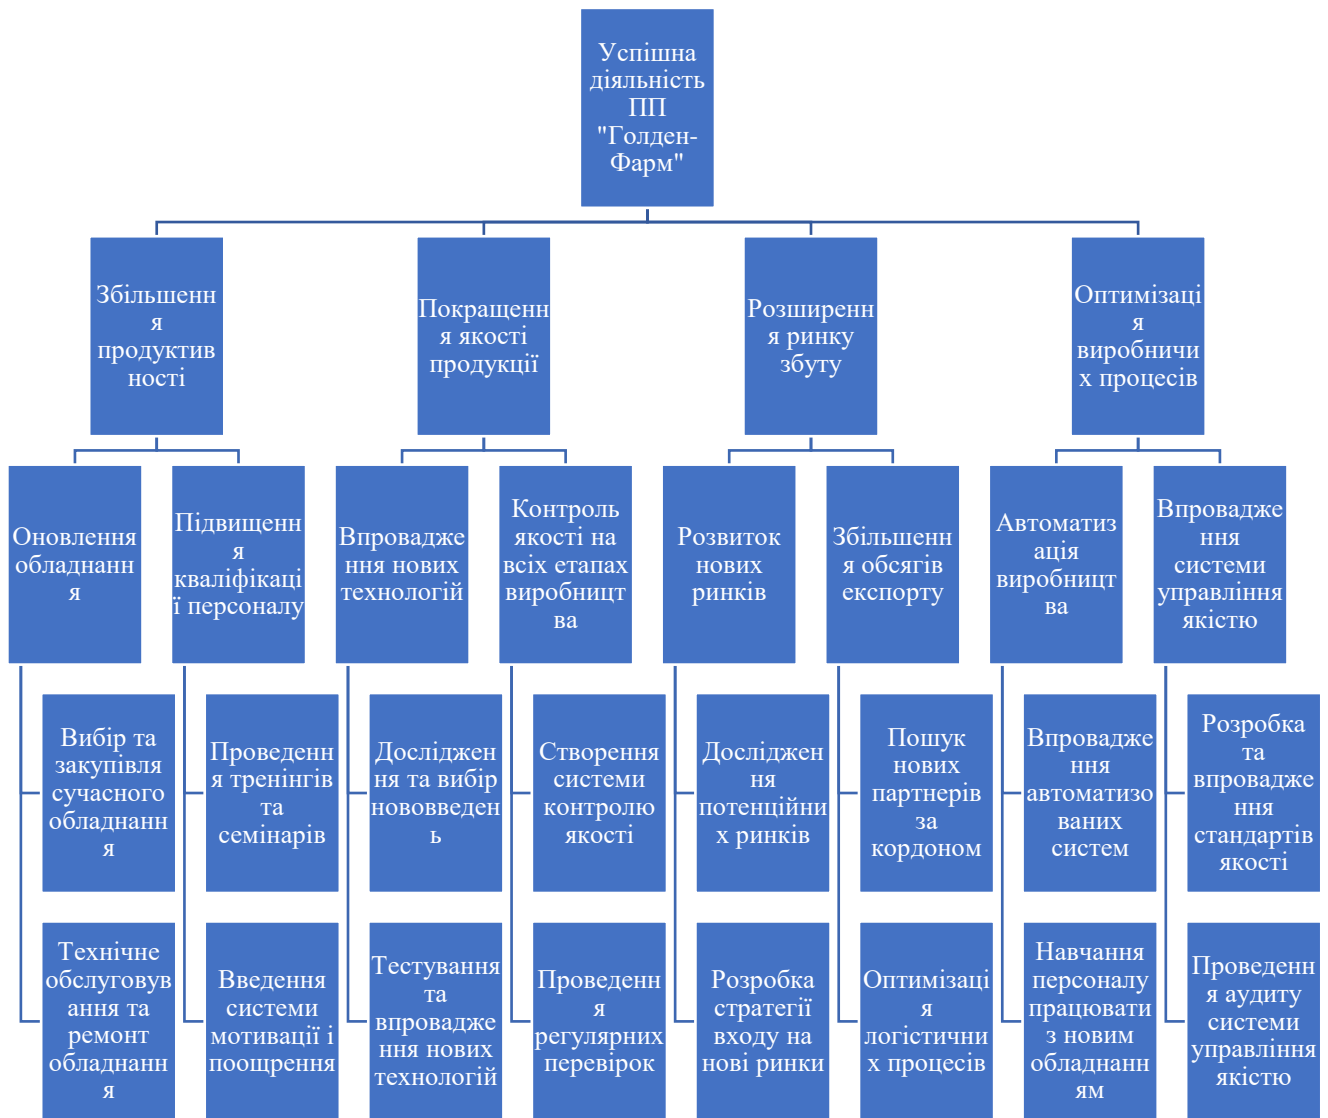 Успішна
діяльність
ПП
"Голден-
Фарм"
Збільшенн
я
продуктив
ності
Покращенн
я якості
продукції
Розширенн
я ринку
збуту
Оптимізаці
я
виробничи
х процесів
Оновлення
обладнанн
я
Підвищенн
я
кваліфікаці
ї персоналу
Впровадже
ння нових
технологій
Контроль
якості на
всіх етапах
виробницт
ва
Розвиток
нових
ринків
Збільшенн
я обсягів
експорту
Автоматиз
ація
виробницт
ва
Впровадже
ння
системи
управління
якістю
Вибір та
закупівля
сучасного
обладнанн
я
Проведенн
я тренінгів
та
семінарів
Дослідженн
ня та вибір
нововведен
ь
Створення
системи
контролю
якості
Досліджен
ня
потенційни
х ринків
Пошук
нових
партнерів
за
кордоном
Впровадже
ння
автоматизо
ваних
систем
Розробка
та
впровадже
ння
стандартів
якості
Технічне
обслуговув
ання та
ремонт
обладнанн
я
Введення
системи
мотивації і
поощрення
Тестування
та
впровадже
ння нових
технологій
Проведенн
я
регулярних
перевірок
Розробка
стратегії
входу на
нові ринки
Оптимізаці
я
логістични
х процесів
Навчання
персоналу
працювати
з новим
обладнанн
ям
Проведенн
я аудиту
системи
управління
якістю